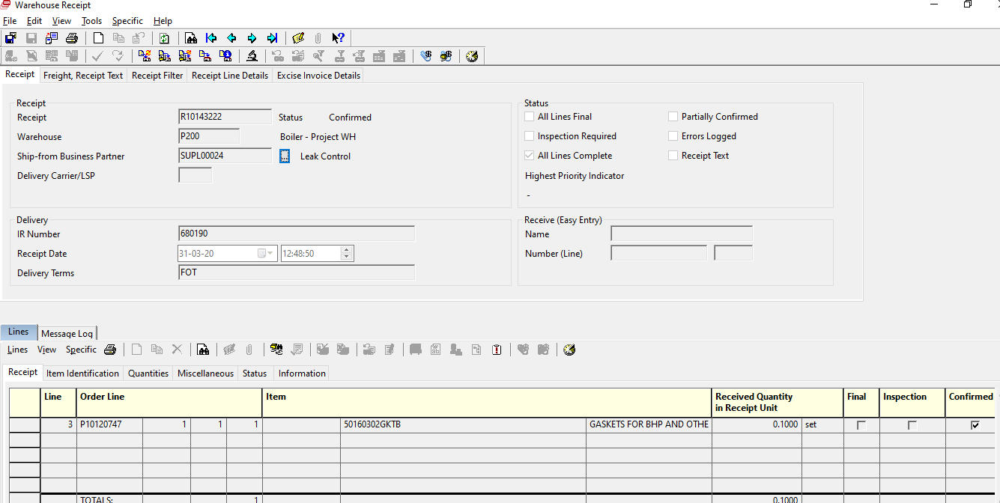 Warehouse Receipt
File Edit View Tools Specific Help
Receipt Freight, Receipt Text Receipt Filter Receipt Line Details Excise Invoice Details
Receipt
Receipt R10143222 Status Confirmed
Warehouse P200 Boiler - Project WH
Ship-from Business Partner SUPL00024 Leak Control
Delivery Carrier/LSP
Status
All Lines Final Partially Confirmed
Inspection Required Errors Logged
All Lines Complete Receipt Text
Highest Priority Indicator
-
Delivery
IR Number 680190
Receipt Date 31-03-20 12:48:50
Delivery Terms FOT
Receive (Easy Entry)
Name
Number (Line)
Lines Message Log
Lines View Specific
Receipt Item Identification Quantities Miscellaneous Status Information
Line Order Line Item Received Quantity in Receipt Unit Final Inspection Confirmed
3 P10120747 1 1 1 50160302GKTB GASKETS FOR BHP AND OTHE 0.1000 set
TOTALS: 1 0.1000